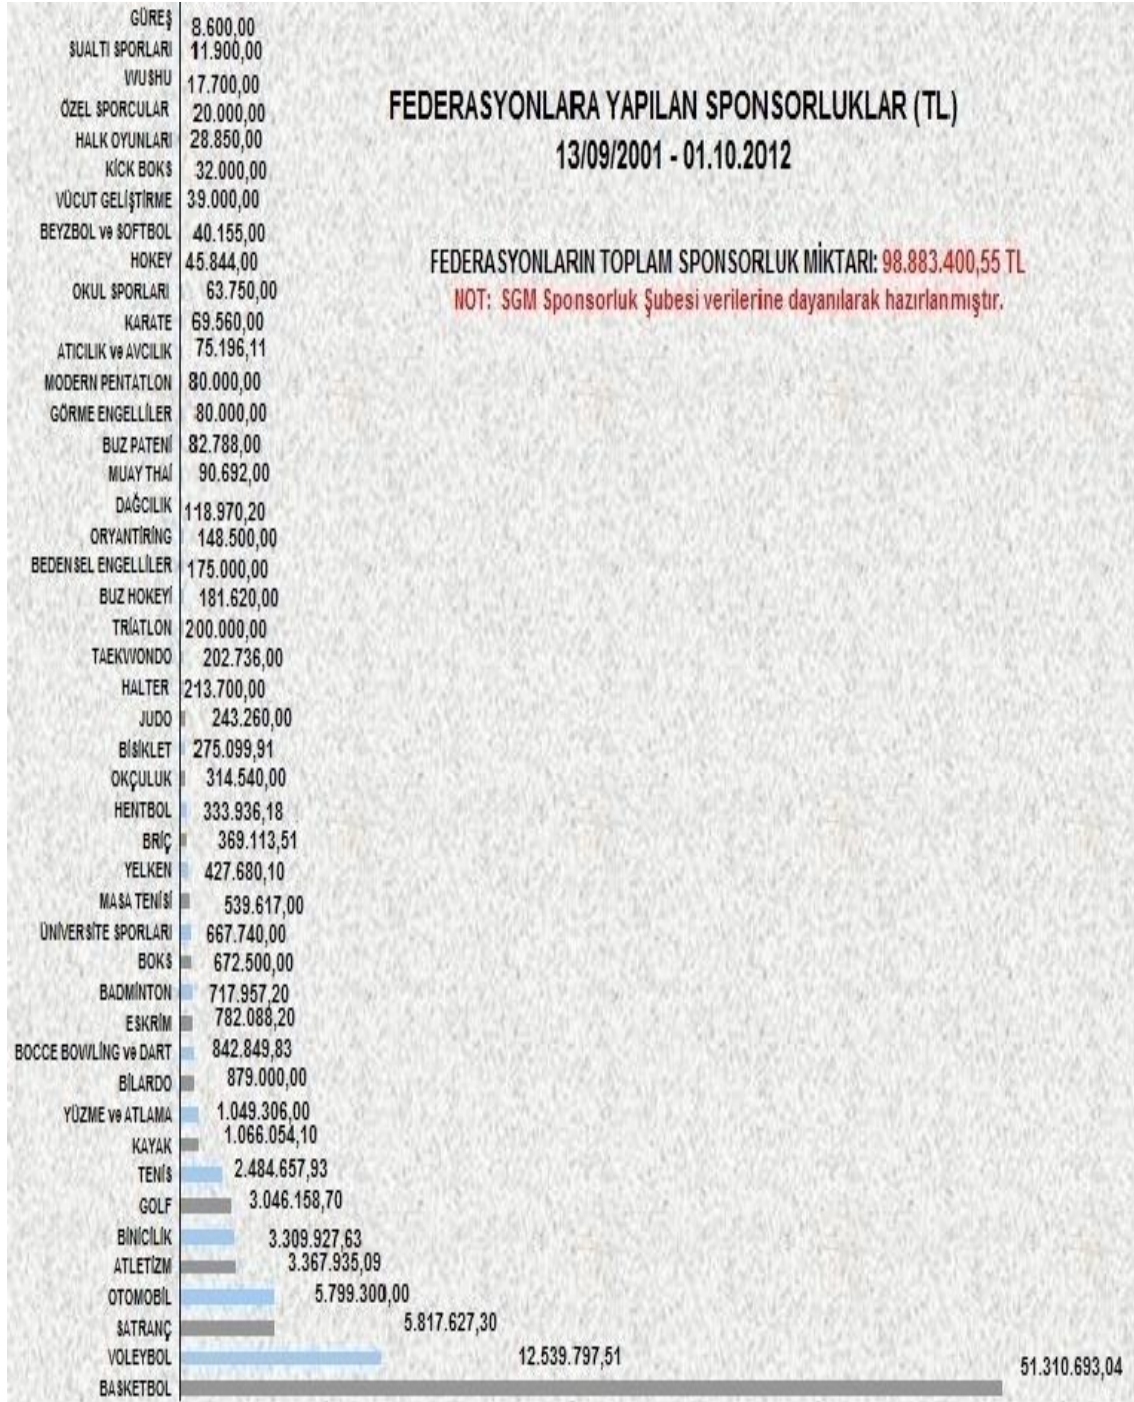 GÜREŞ 8.600,00
SUALTI SPORLARI 11.900,00
WUSHU 17.700,00
ÖZEL SPORCULAR 20.000,00
FEDERASYONLARA YAPILAN SPONSORLUKLAR (TL)
HALK OYUNLARI 28.850,00
13/09/2001 - 01.10.2012
KİCK BOKS 32.000,00
VÜCUT GELİŞTİRME 39.000,00
BEYZBOL ve SOFTBOL 40.155,00
HOKEY 45.844,00
FEDERASYONLARIN TOPLAM SPONSORLUK MİKTARI: 98.883.400,55 TL
OKUL SPORLARI 63.750,00
NOT: SGM Sponsorluk Şubesi verilerine dayanılarak hazırlanmıştır.
KARATE 69.560,00
ATICILIK ve AVCILIK 75.196,11
MODERN PENTATLON 80.000,00
GÖRME ENGELLİLER 80.000,00
BUZ PATENİ 82.788,00
MUAY THAİ 90.692,00
DAĞCILIK 118.970,20
ORYANTİRİNG 148.500,00
BEDENSEL ENGELLİLER 175.000,00
BUZ HOKEYİ 181.620,00
TRİATLON 200.000,00
TAEKWONDO 202.736,00
HALTER 213.700,00
JUDO 243.260,00
BİSİKLET 275.099,91
OKÇULUK 314.540,00
HENTBOL 333.936,18
BRİÇ 369.113,51
YELKEN 427.680,10
MASA TENİSİ 539.617,00
ÜNİVERSİTE SPORLARI 667.740,00
BOKS 672.500,00
BADMİNTON 717.957,20
ESKRİM 782.088,20
BOCCE BOWLİNG ve DART 842.849,83
BİLARDO 879.000,00
YÜZME ve ATLAMA 1.049.306,00
KAYAK 1.066.054,10
TENİS 2.484.657,93
GOLF 3.046.158,70
BİNİCİLİK 3.309.927,63
ATLETİZM 3.367.935,09
OTOMOBİL 5.799.300,00
SATRANÇ 5.817.627,30
VOLEYBOL 12.539.797,51
BASKETBOL 51.310.693,04